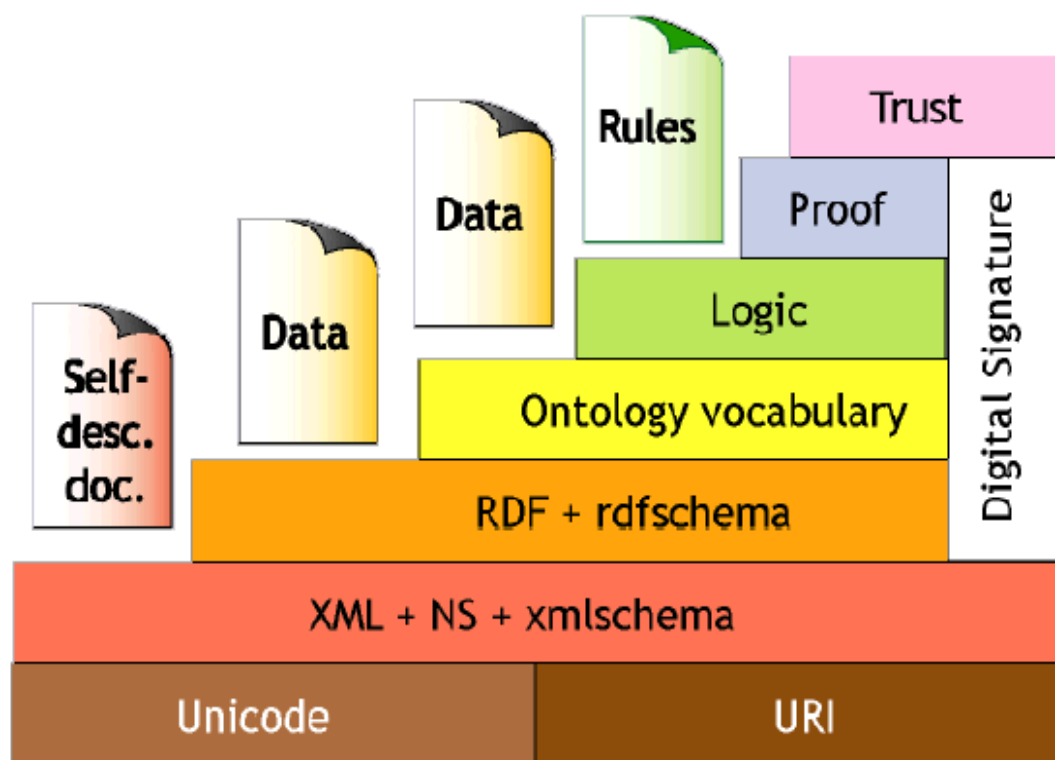 Rules
Trust
Data
Proof
Data
Logic
Self-
desc.
doc.
Ontology vocabulary
Digital Signature
RDF + rdfschema
XML + NS + xmlschema
Unicode
URI